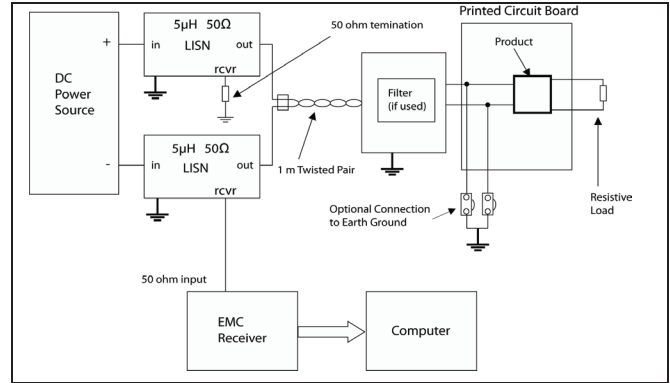 Printed Circuit Board
5µH 50Ω
50 ohm temination
Product
+
in
LISN
out
rcvr
DC
Power
Source
Filter
(if used)
5µH 50Ω
-
in
LISN
out
1 m Twisted Pair
rcvr
Optional Connection
to Earth Ground
Resistive
Load
50 ohm input
EMC
Receiver
Computer